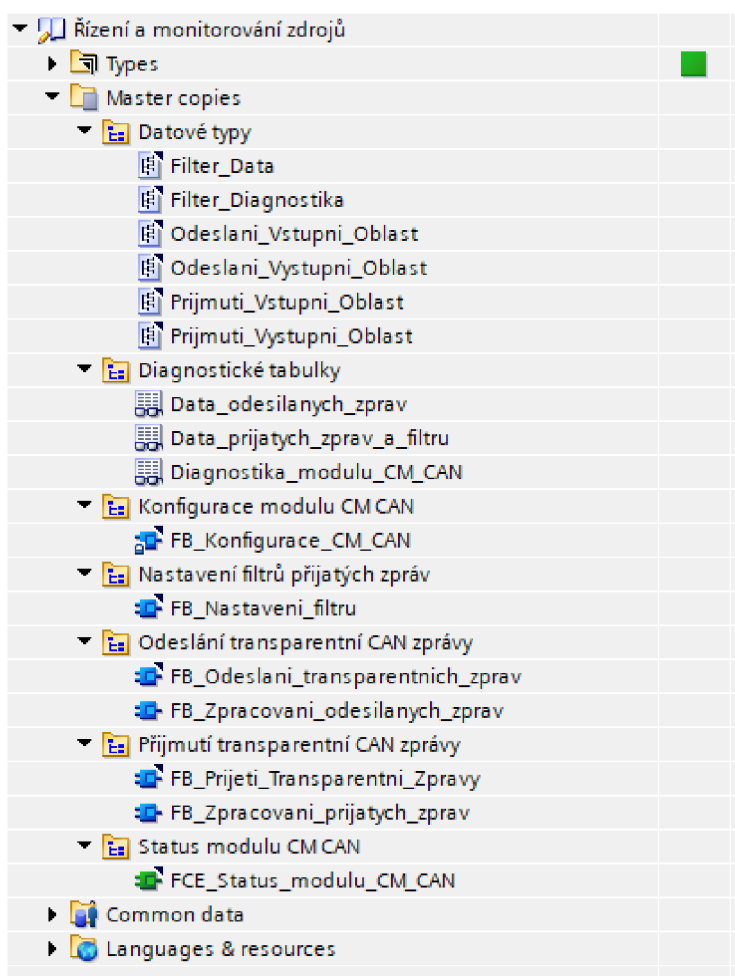 Řízení a monitorování zdrojů
Types
Master copies
Datové typy
Filter_Data
Filter_Diagnostika
Odeslani_Vstupni_Oblast
Odeslani_Vystupni_Oblast
Prijmuti_Vstupni_Oblast
Prijmuti_Vystupni_Oblast
Diagnostické tabulky
Data_odesilanych_zprav
Data_prijatych_zprav_a_filtru
Diagnostika_modulu_CM_CAN
Konfigurace modulu CM CAN
FB_Konfigurace_CM_CAN
Nastavení filtrů přijatých zpráv
FB_Nastaveni_filtru
Odeslání transparentní CAN zprávy
FB_Odeslani_transparentnich_zprav
FB_Zpracovani_odesilanych_zprav
Přijmutí transparentní CAN zprávy
FB_Prijeti_Transparentni_Zpravy
FB_Zpracovani_prijatych_zprav
Status modulu CM CAN
FCE_Status_modulu_CM_CAN
Common data
Languages & resources